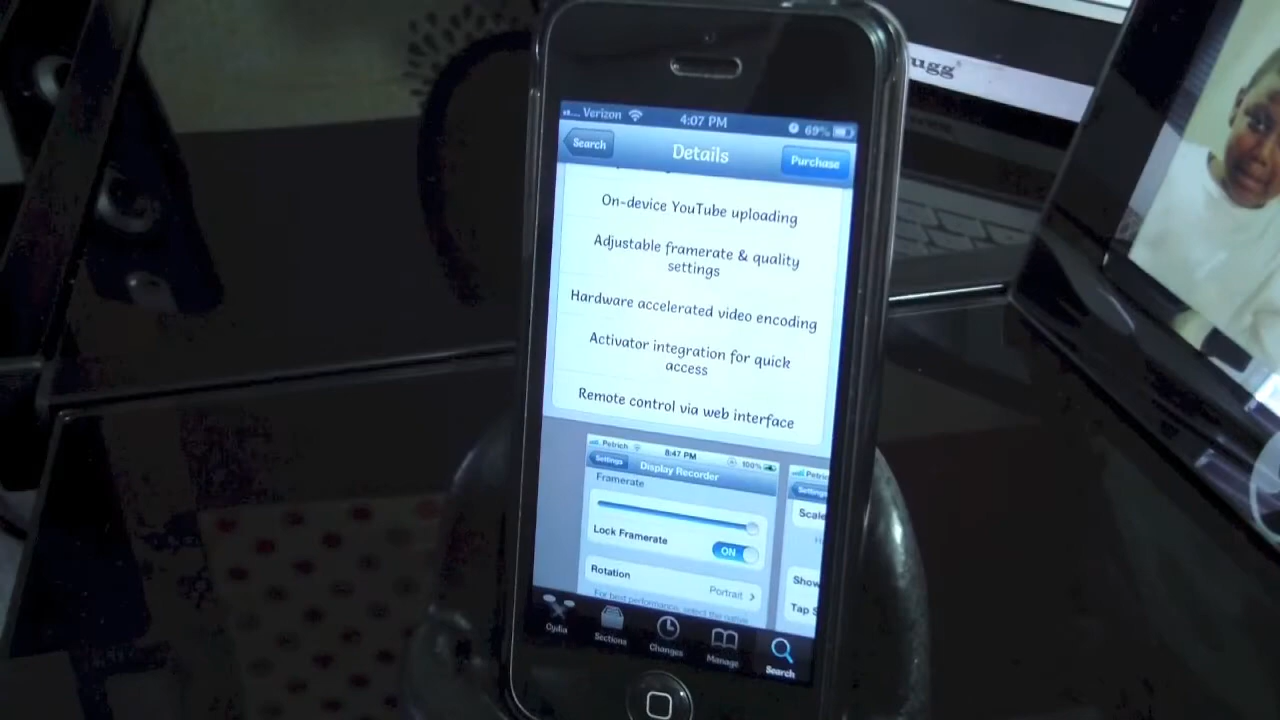 ugg
Verizon 4:07 PM 69%
Search Details Purchase
On-device YouTube uploading
Adjustable framerate & quality
settings
Hardware accelerated video encoding
Activator integration for quick
access
Remote control via web interface
Petrich 8:47 PM 100%
Settings Display Recorder
Framerate
Lock Framerate ON
Rotation Portrait
For best performance, select the native
Petrich
Settings
Scale
Show
Tap S
Cydia Sections Changes Manage Search